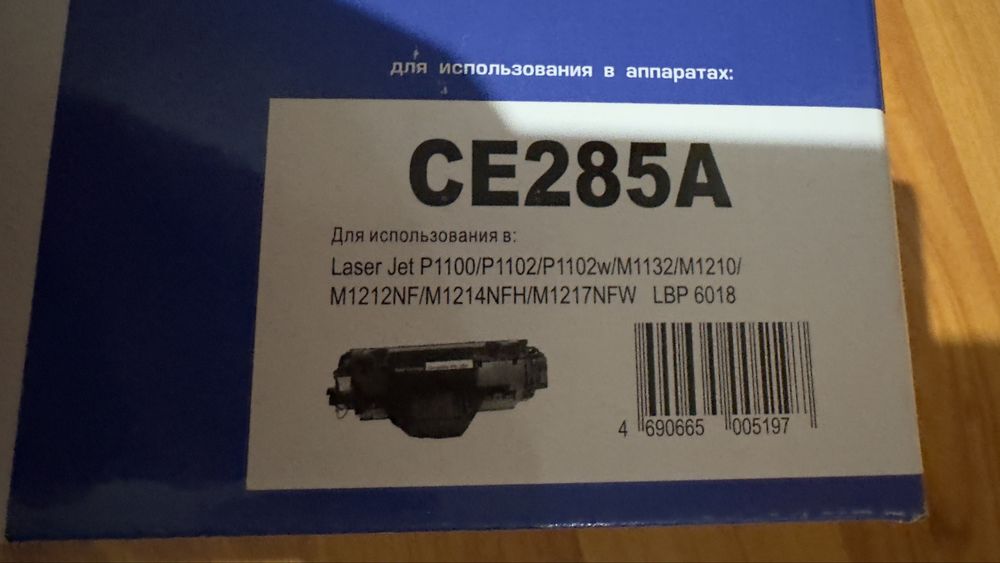 для использования в аппаратах:
CE285A
Для использования в:
Laser Jet P1100/P1102/P1102w/M1132/M1210/
M1212NF/M1214NFH/M1217NFW LBP 6018
4 690665 005197